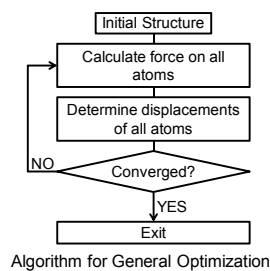 Initial Structure
Calculate force on all
atoms
Determine displacements
of all atoms
NO
Converged?
YES
Exit
Algorithm for General Optimization